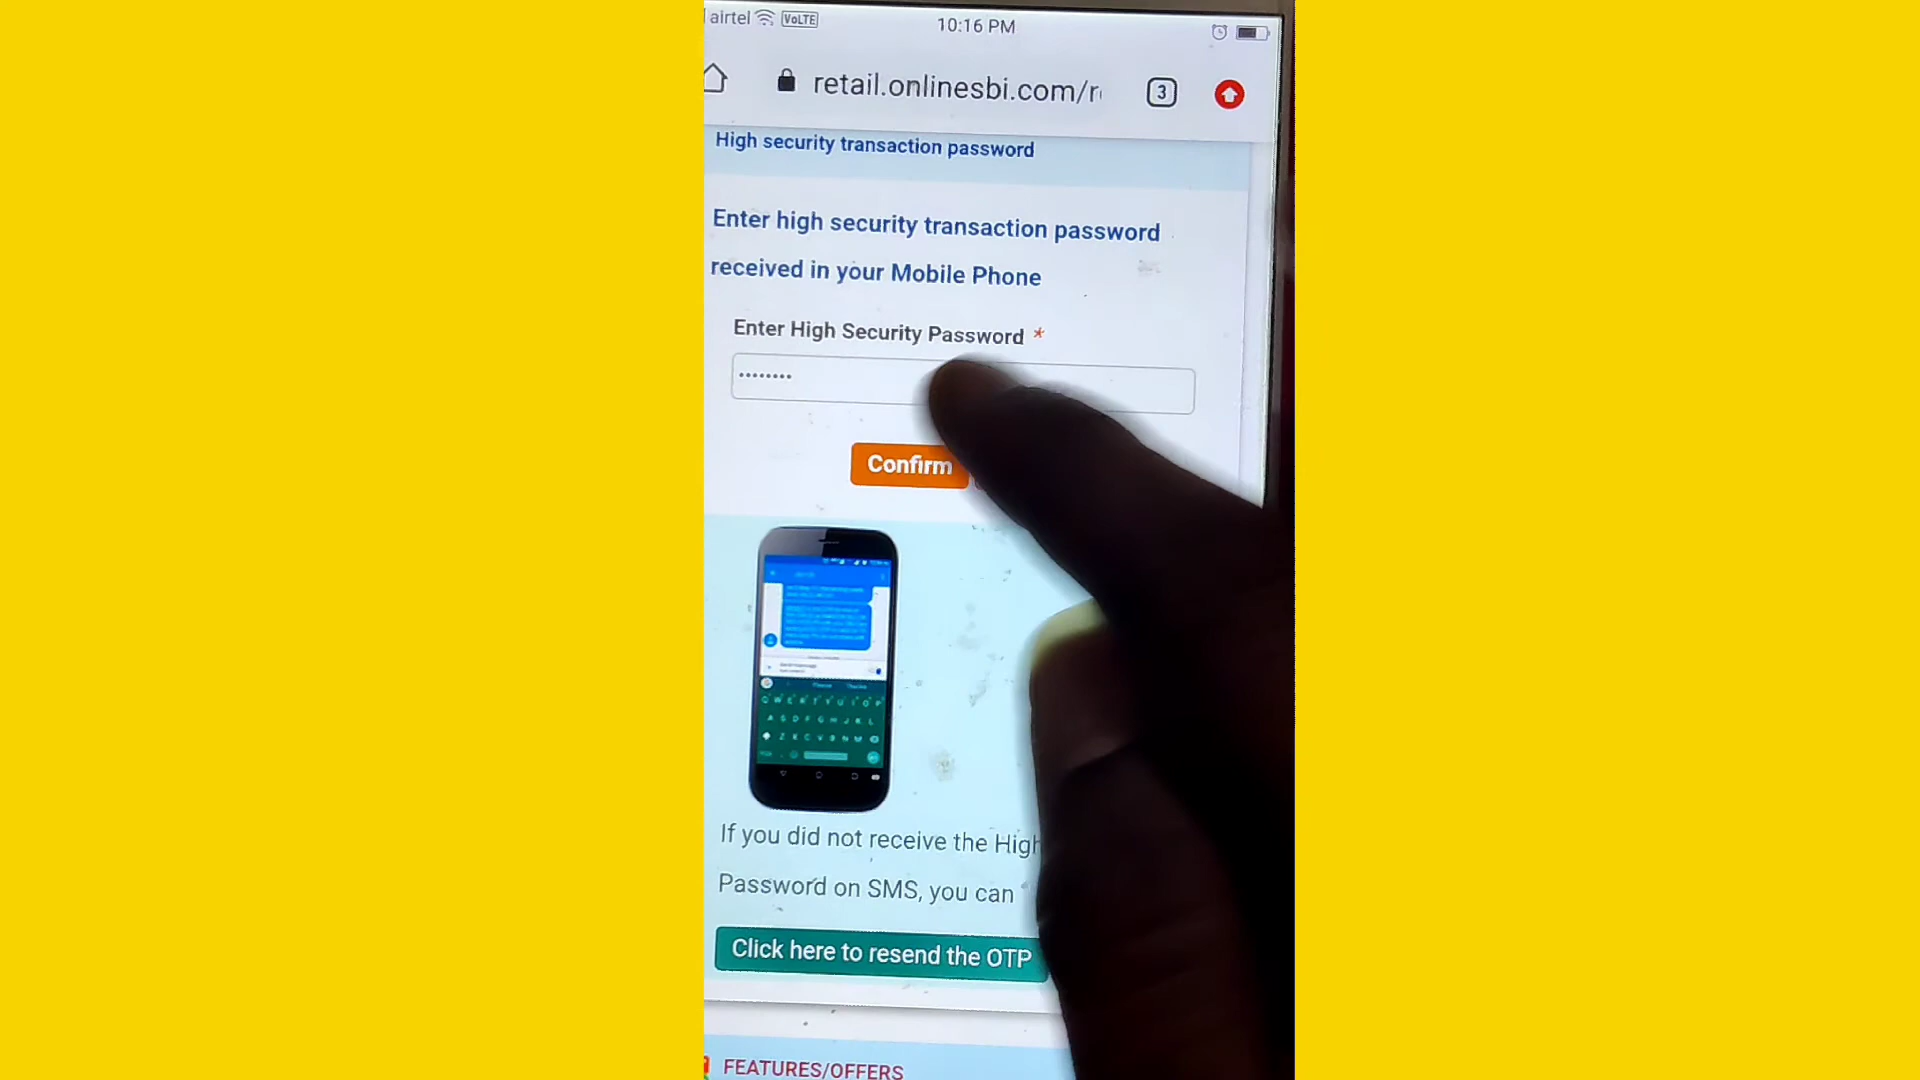 airtel VoLTE 10:16 PM
retail.onlinesbi.com/r 3
High security transaction password
Enter high security transaction password
received in your Mobile Phone
Enter High Security Password *
••••••••
Confirm
If you did not receive the High
Password on SMS, you can
Click here to resend the OTP
FEATURES/OFFERS